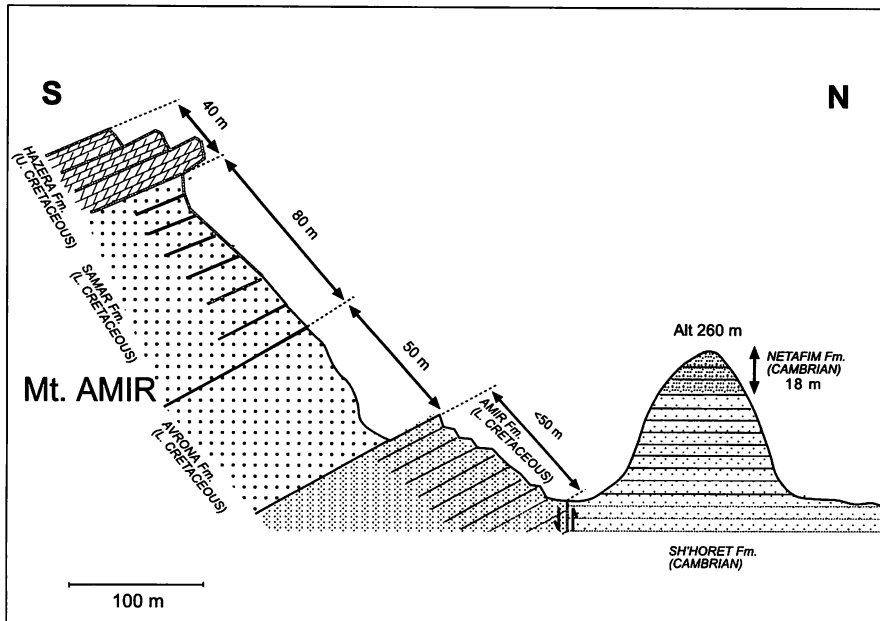 S
N
40 m
HAZERA Fm.
(U. CRETACEOUS)
80 m
SAMAR Fm.
(L. CRETACEOUS)
50 m
Mt. AMIR
AVRONA Fm.
(L. CRETACEOUS)
<50 m
AMIR Fm.
(L. CRETACEOUS)
Alt 260 m
NETAFIM Fm.
(CAMBRIAN)
18 m
SH'HORET Fm.
(CAMBRIAN)
100 m